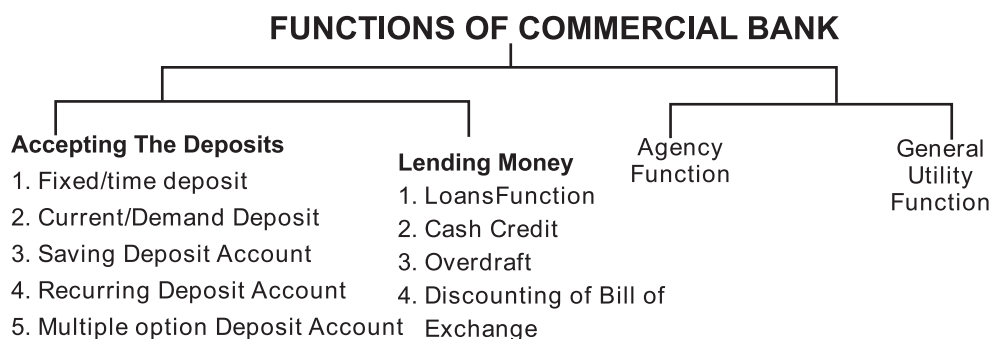 FUNCTIONS OF COMMERCIAL BANK
Accepting The Deposits
1. Fixed/time deposit
2. Current/Demand Deposit
3. Saving Deposit Account
4. Recurring Deposit Account
5. Multiple option Deposit Account
Lending Money
1. LoansFunction
2. Cash Credit
3. Overdraft
4. Discounting of Bill of
Exchange
Agency
Function
General
Utility
Function